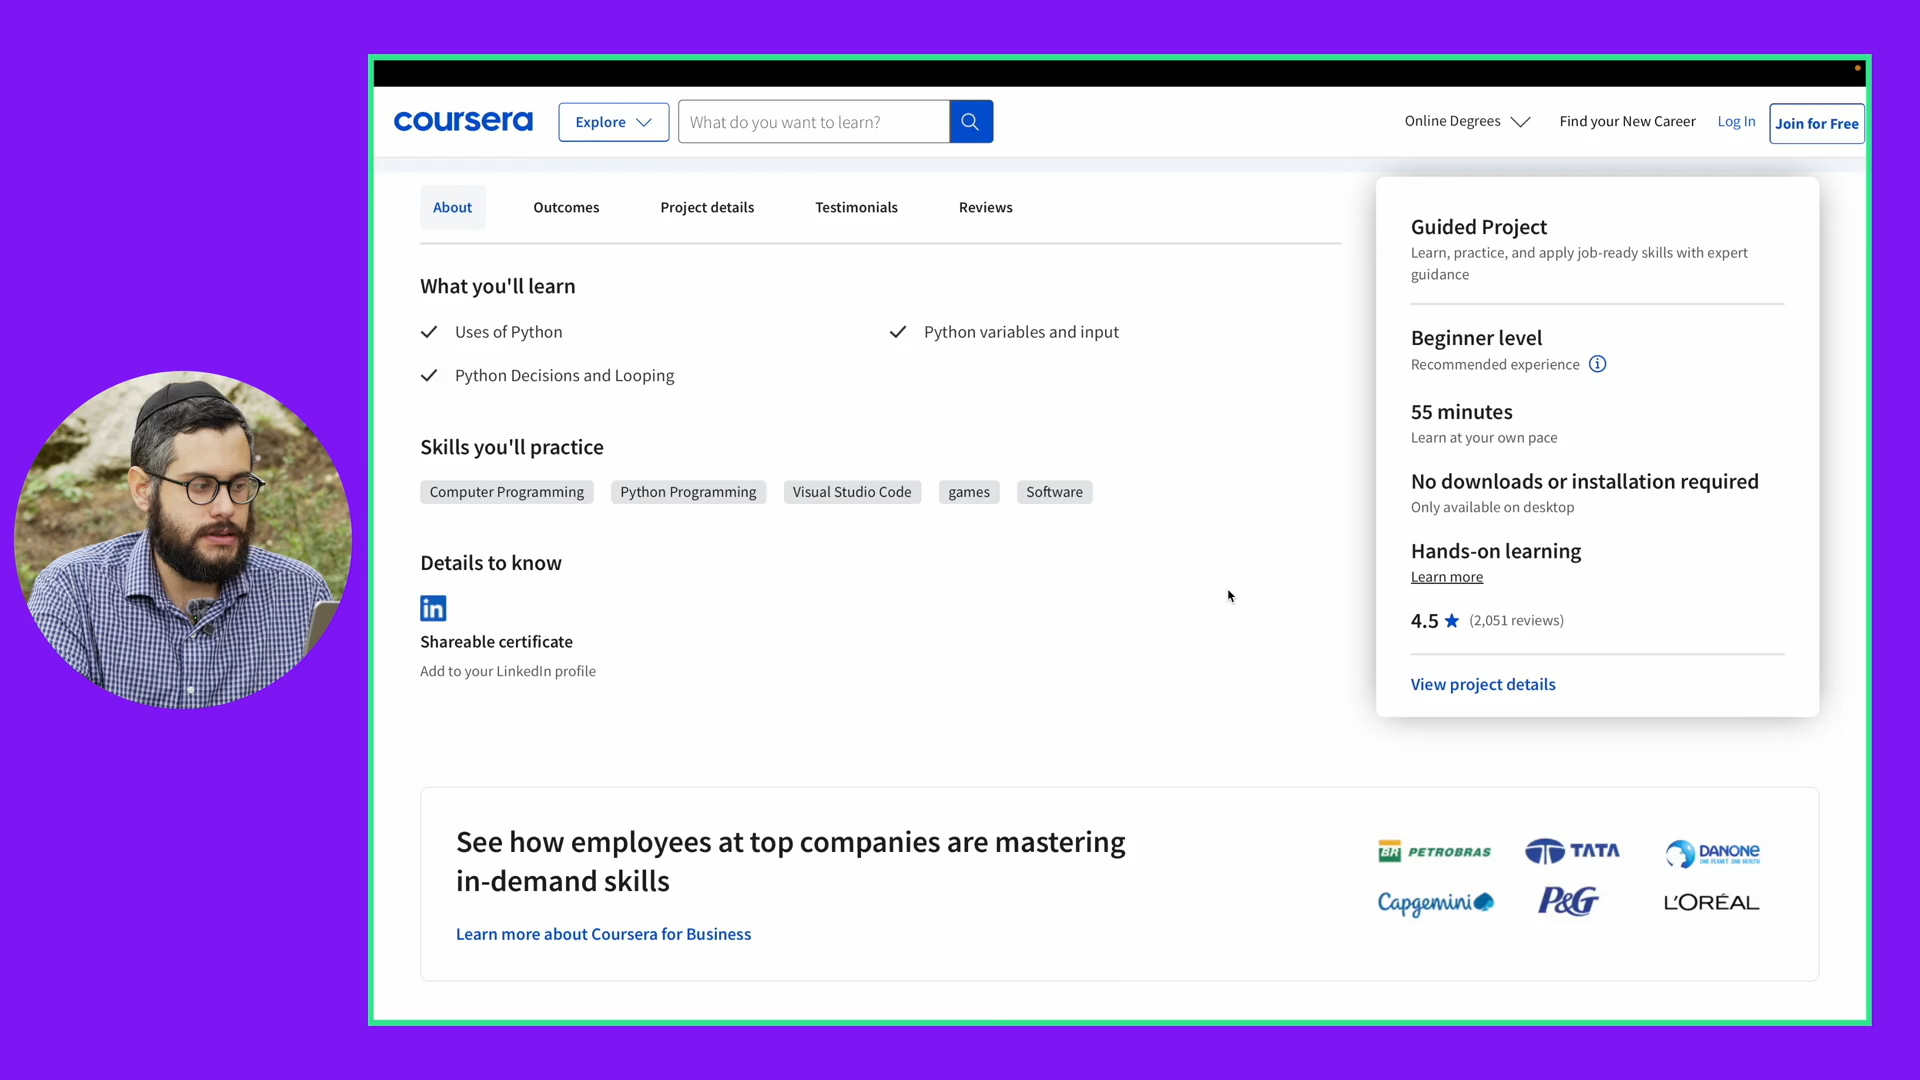 coursera
Explore
What do you want to learn?
Online Degrees
Find your New Career
Log In
Join for Free
About
Outcomes
Project details
Testimonials
Reviews
What you'll learn
Uses of Python
Python variables and input
Python Decisions and Looping
Skills you'll practice
Computer Programming
Python Programming
Visual Studio Code
games
Software
Details to know
in
Shareable certificate
Add to your LinkedIn profile
Guided Project
Learn, practice, and apply job-ready skills with expert
guidance
Beginner level
Recommended experience
55 minutes
Learn at your own pace
No downloads or installation required
Only available on desktop
Hands-on learning
Learn more
4.5 ★ (2,051 reviews)
View project details
See how employees at top companies are mastering
in-demand skills
Learn more about Coursera for Business
BR PETROBRAS
TATA
DANONE
ONE PLANET. ONE HEALTH
Capgemini
P&G
L'ORÉAL